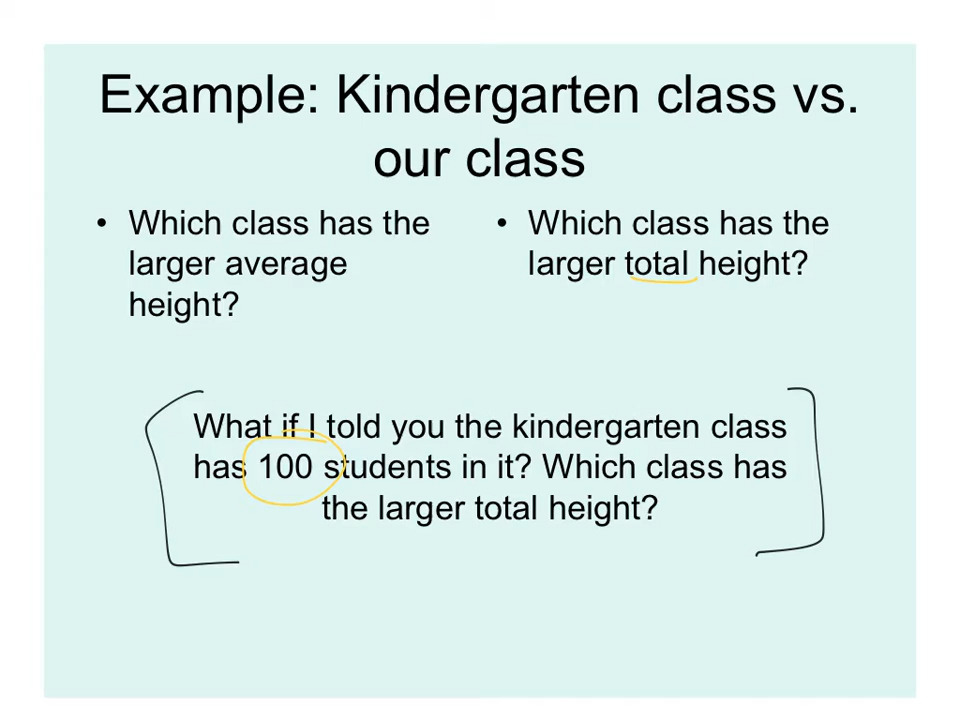 Example: Kindergarten class vs.
our class
• Which class has the
larger average
height?
• Which class has the
larger total height?
What if I told you the kindergarten class
has 100 students in it? Which class has
the larger total height?